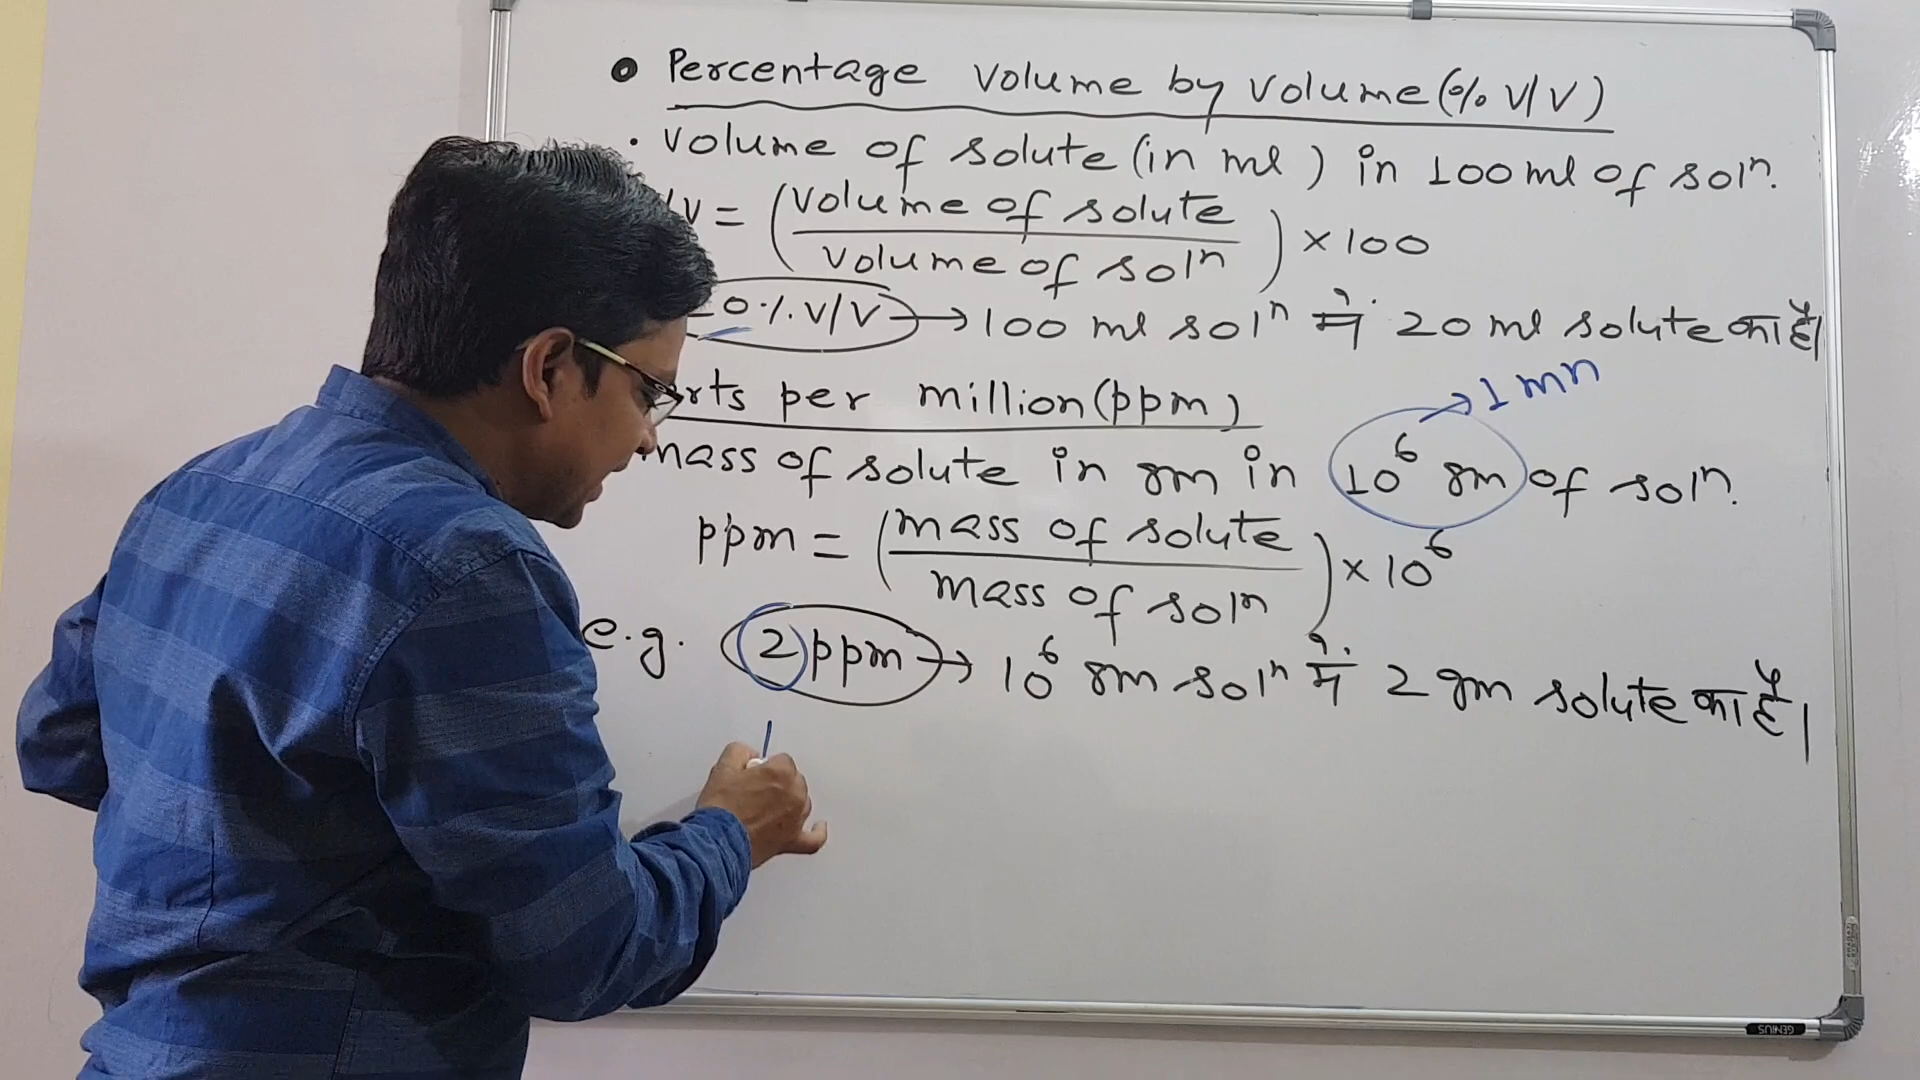 • Percentage volume by volume (% V/V)
• volume of solute (in ml) in 100 ml of solⁿ.
/V = (volume of solute / volume of solⁿ) × 100
0 % V/V → 100 ml solⁿ में 20 ml solute का है।
rts per million (ppm)
→ 1 mn
mass of solute in gm in 10⁶ gm of solⁿ.
ppm = (mass of solute / mass of solⁿ) × 10⁶
e.g. 2 ppm → 10⁶ gm solⁿ में 2 gm solute का है।
GENIUS